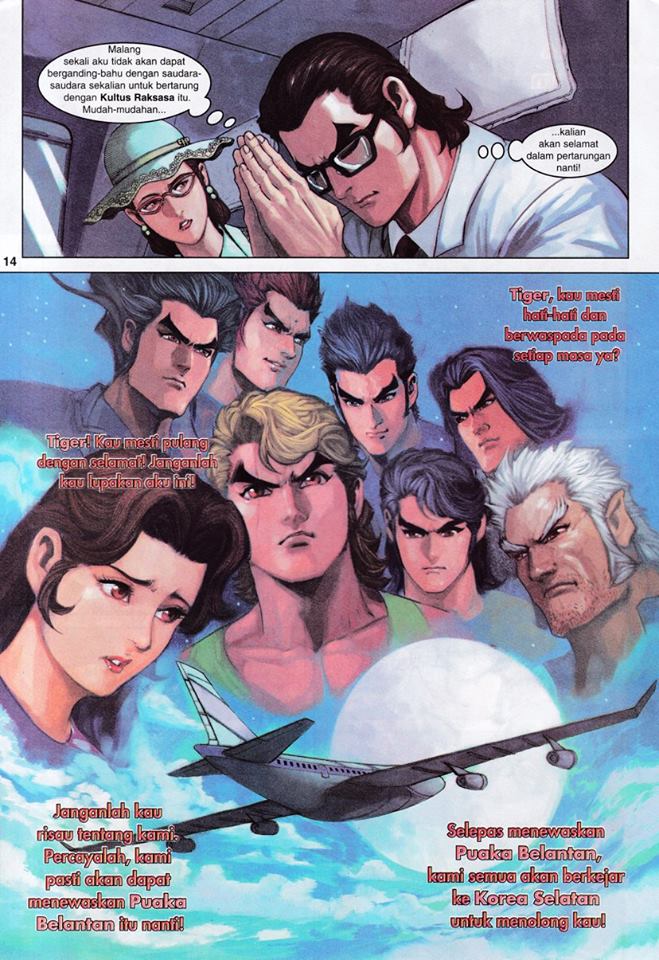 Malang
sekali aku tidak akan dapat
berganding-bahu dengan saudara-
saudara sekalian untuk bertarung
dengan Kultus Raksasa itu.
Mudah-mudahan...
...kalian
akan selamat
dalam pertarungan
nanti!
14
Tiger, kau mesti
hati-hati dan
berwaspada pada
setiap masa ya?
Tiger! Kau mesti pulang
dengan selamat! Janganlah
kau lupakan aku ini!
Janganlah kau
risau tentang kami.
Percayalah, kami
pasti akan dapat
menewaskan Puaka
Belantan itu nanti!
Selepas menewaskan
Puaka Belantan,
kami semua akan berkejar
ke Korea Selatan
untuk menolong kau!